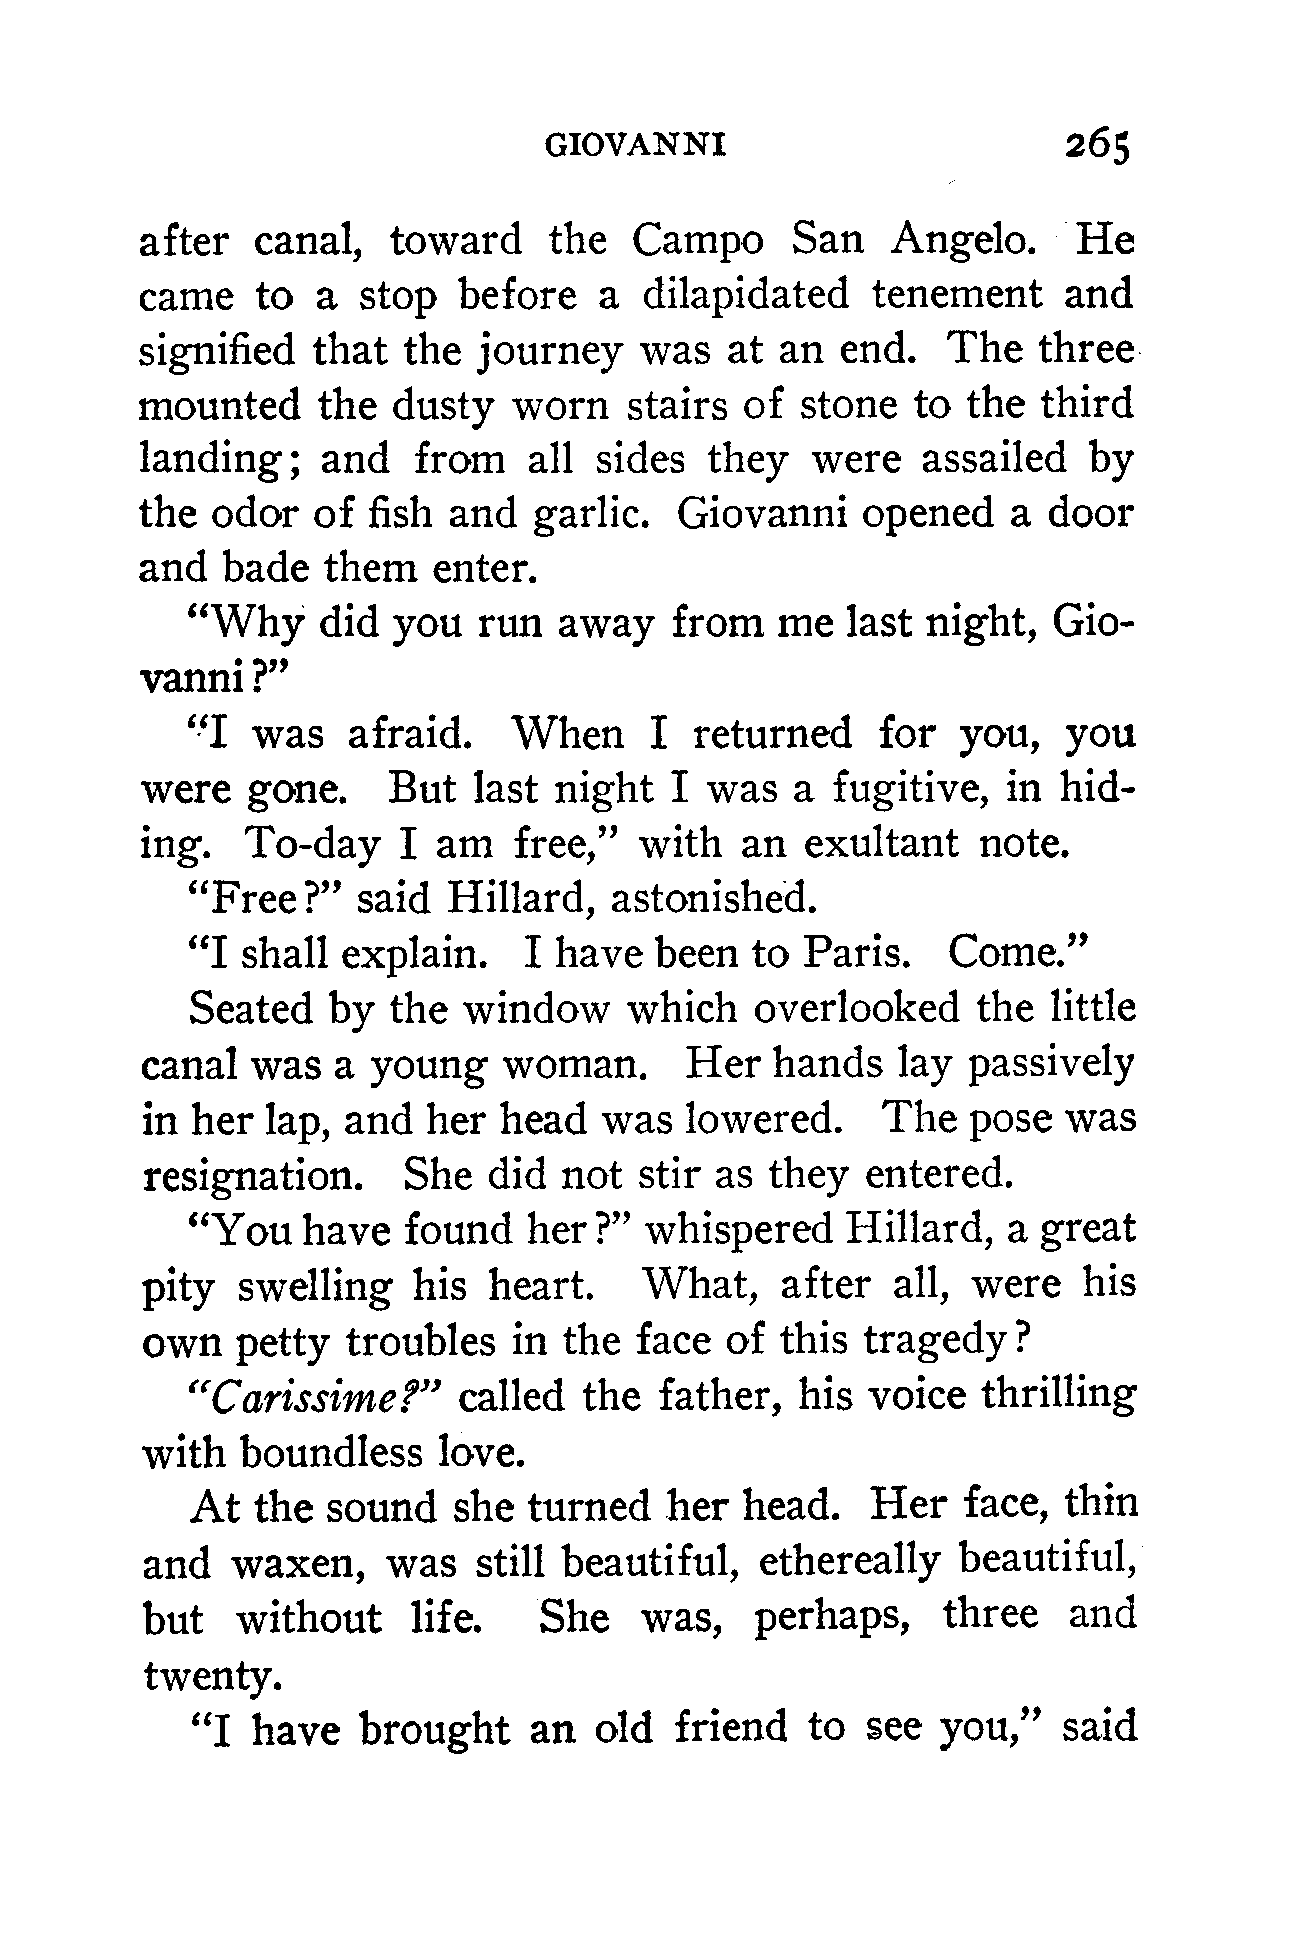 GIOVANNI 265
after canal, toward the Campo San Angelo. He
came to a stop before a dilapidated tenement and
signified that the journey was at an end. The three
mounted the dusty worn stairs of stone to the third
landing; and from all sides they were assailed by
the odor of fish and garlic. Giovanni opened a door
and bade them enter.
"Why did you run away from me last night, Gio-
vanni?"
"I was afraid. When I returned for you, you
were gone. But last night I was a fugitive, in hid-
ing. To-day I am free," with an exultant note.
"Free?" said Hillard, astonished.
"I shall explain. I have been to Paris. Come."
Seated by the window which overlooked the little
canal was a young woman. Her hands lay passively
in her lap, and her head was lowered. The pose was
resignation. She did not stir as they entered.
"You have found her?" whispered Hillard, a great
pity swelling his heart. What, after all, were his
own petty troubles in the face of this tragedy?
"Carissime?" called the father, his voice thrilling
with boundless love.
At the sound she turned her head. Her face, thin
and waxen, was still beautiful, ethereally beautiful,
but without life. She was, perhaps, three and
twenty.
"I have brought an old friend to see you," said